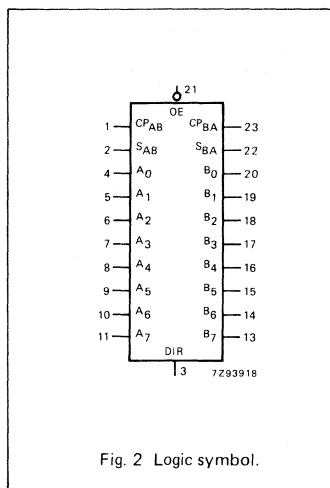 21
OE
1 CPAB CPBA 23
2 SAB SBA 22
4 A0 B0 20
5 A1 B1 19
6 A2 B2 18
7 A3 B3 17
8 A4 B4 16
9 A5 B5 15
10 A6 B6 14
11 A7 B7 13
DIR
3 7Z93918
Fig. 2 Logic symbol.